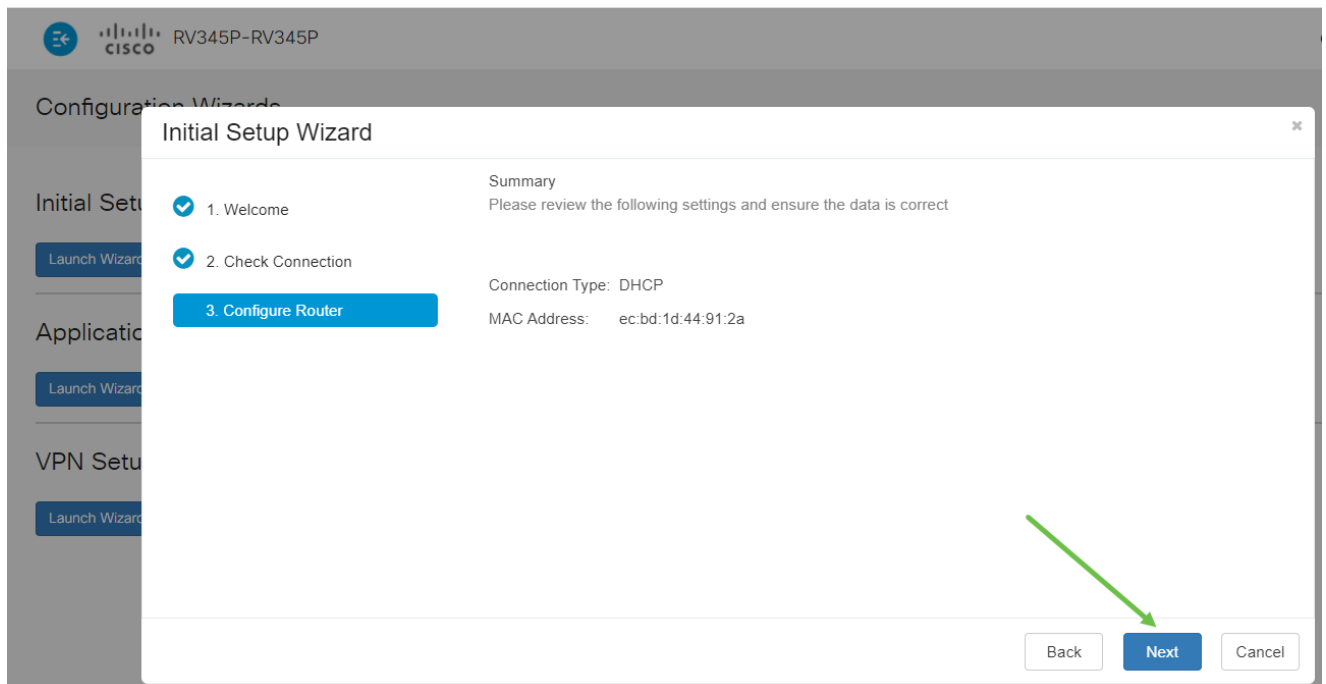 CISCO RV345P-RV345P
Configuration Wizards
Initial Setup Wizard
Initial Setu
1. Welcome
Summary
Please review the following settings and ensure the data is correct
Launch Wizard
2. Check Connection
3. Configure Router
Connection Type: DHCP
MAC Address: ec:bd:1d:44:91:2a
Applicatic
Launch Wizard
VPN Setu
Launch Wizard
Back Next Cancel